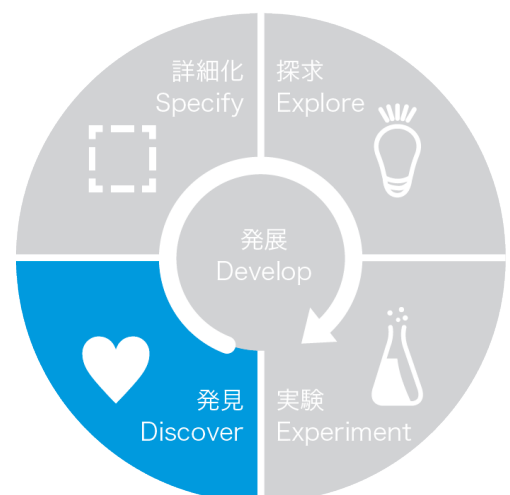 詳細化
Specify
探求
Explore
発展
Develop
発見
Discover
実験
Experiment